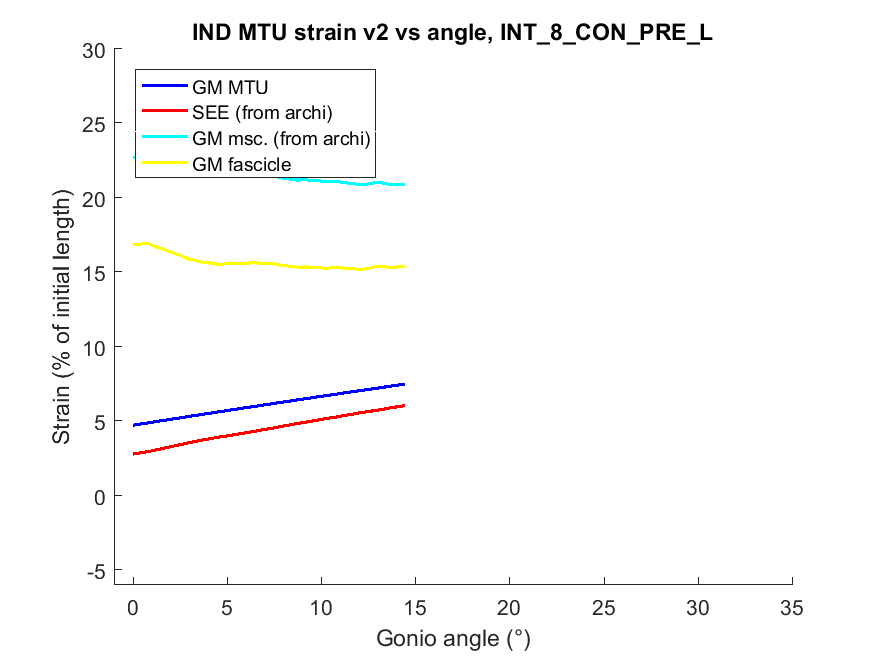 IND MTU strain v2 vs angle, INT_8_CON_PRE_L
30
25
20
15
10
5
0
-5
Strain (% of initial length)
GM MTU
SEE (from archi)
GM msc. (from archi)
GM fascicle
0 5 10 15 20 25 30 35
Gonio angle (°)